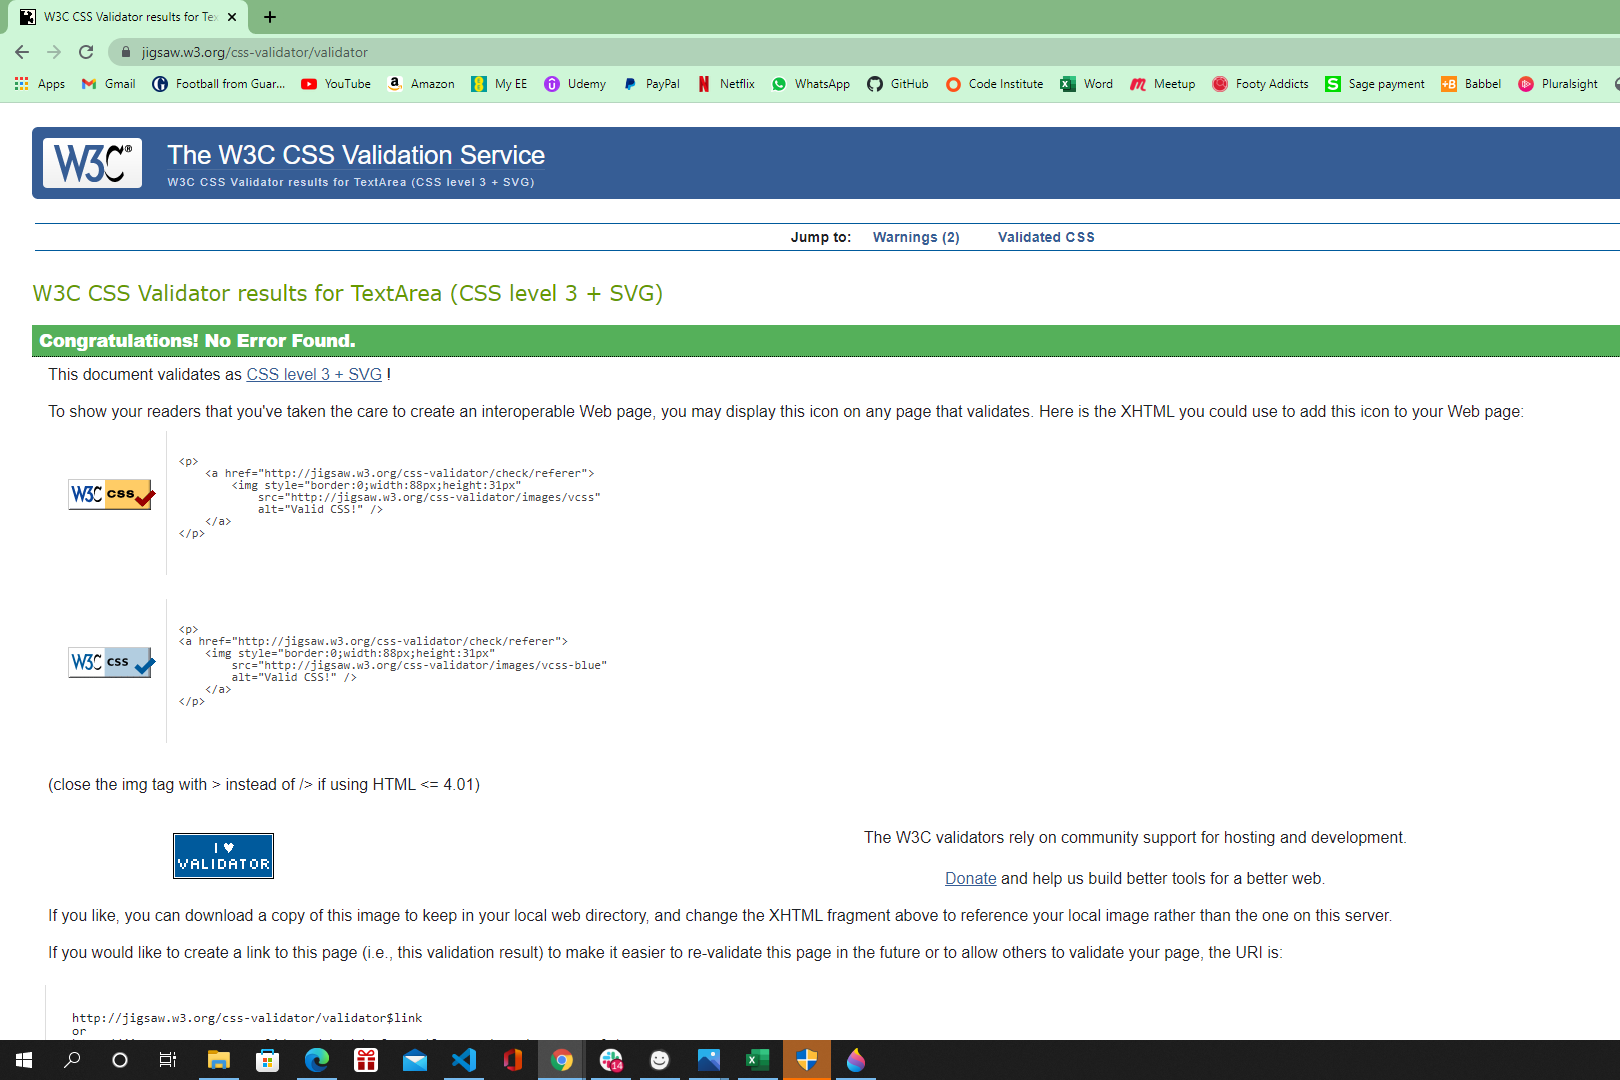 W3C CSS Validator results for Tex
jigsaw.w3.org/css-validator/validator
Apps Gmail Football from Guar... YouTube Amazon My EE Udemy PayPal Netflix WhatsApp GitHub Code Institute Word Meetup Footy Addicts Sage payment Babbel Pluralsight
W3C® The W3C CSS Validation Service
W3C CSS Validator results for TextArea (CSS level 3 + SVG)
Jump to: Warnings (2) Validated CSS
W3C CSS Validator results for TextArea (CSS level 3 + SVG)
Congratulations! No Error Found.
This document validates as CSS level 3 + SVG !
To show your readers that you've taken the care to create an interoperable Web page, you may display this icon on any page that validates. Here is the XHTML you could use to add this icon to your Web page:
W3C css
<p>
<a href="http://jigsaw.w3.org/css-validator/check/referer">
<img style="border:0;width:88px;height:31px"
src="http://jigsaw.w3.org/css-validator/images/vcss"
alt="Valid CSS!" />
</a>
</p>
W3C css
<p>
<a href="http://jigsaw.w3.org/css-validator/check/referer">
<img style="border:0;width:88px;height:31px"
src="http://jigsaw.w3.org/css-validator/images/vcss-blue"
alt="Valid CSS!" />
</a>
</p>
(close the img tag with > instead of /> if using HTML <= 4.01)
I ♥
VALIDATOR
The W3C validators rely on community support for hosting and development.
Donate and help us build better tools for a better web.
If you like, you can download a copy of this image to keep in your local web directory, and change the XHTML fragment above to reference your local image rather than the one on this server.
If you would like to create a link to this page (i.e., this validation result) to make it easier to re-validate this page in the future or to allow others to validate your page, the URI is:
http://jigsaw.w3.org/css-validator/validator$link
or
14